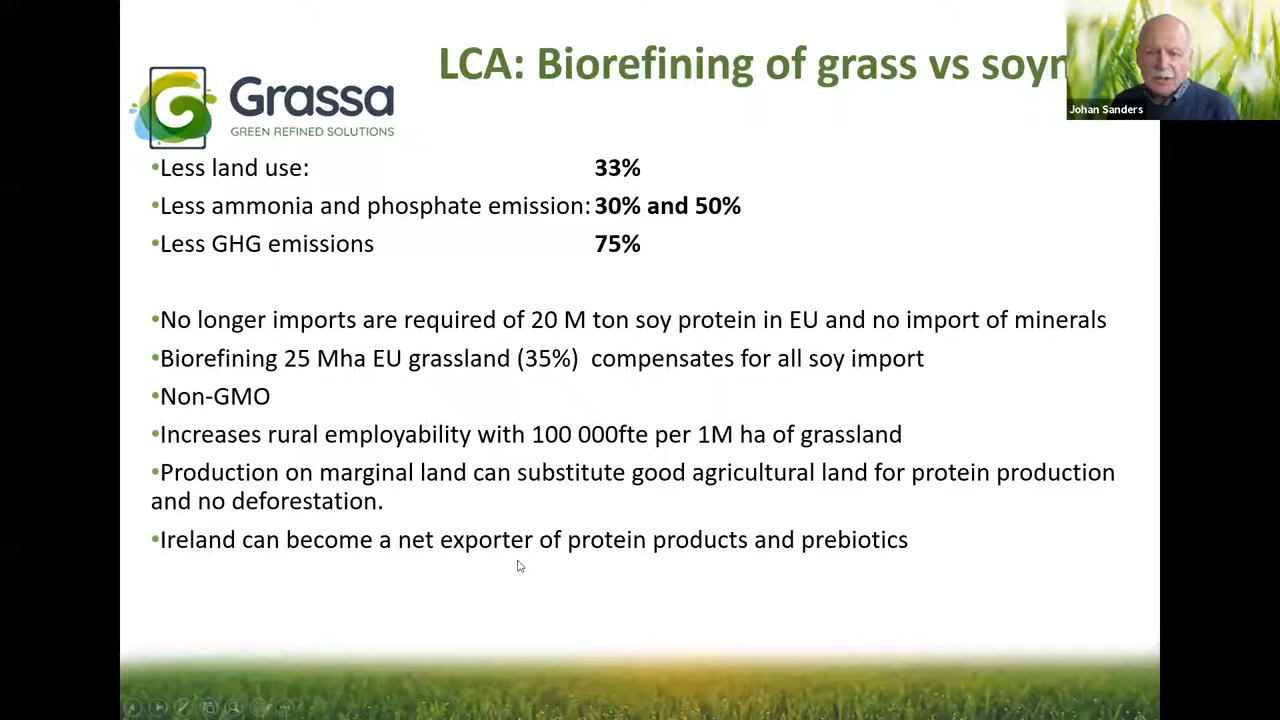 LCA: Biorefining of grass vs
Grassa
GREEN REFINED SOLUTIONS
Johan Sanders
•Less land use: 33%
•Less ammonia and phosphate emission: 30% and 50%
•Less GHG emissions 75%
•No longer imports are required of 20 M ton soy protein in EU and no import of minerals
•Biorefining 25 Mha EU grassland (35%) compensates for all soy import
•Non-GMO
•Increases rural employability with 100 000fte per 1M ha of grassland
•Production on marginal land can substitute good agricultural land for protein production
and no deforestation.
•Ireland can become a net exporter of protein products and prebiotics